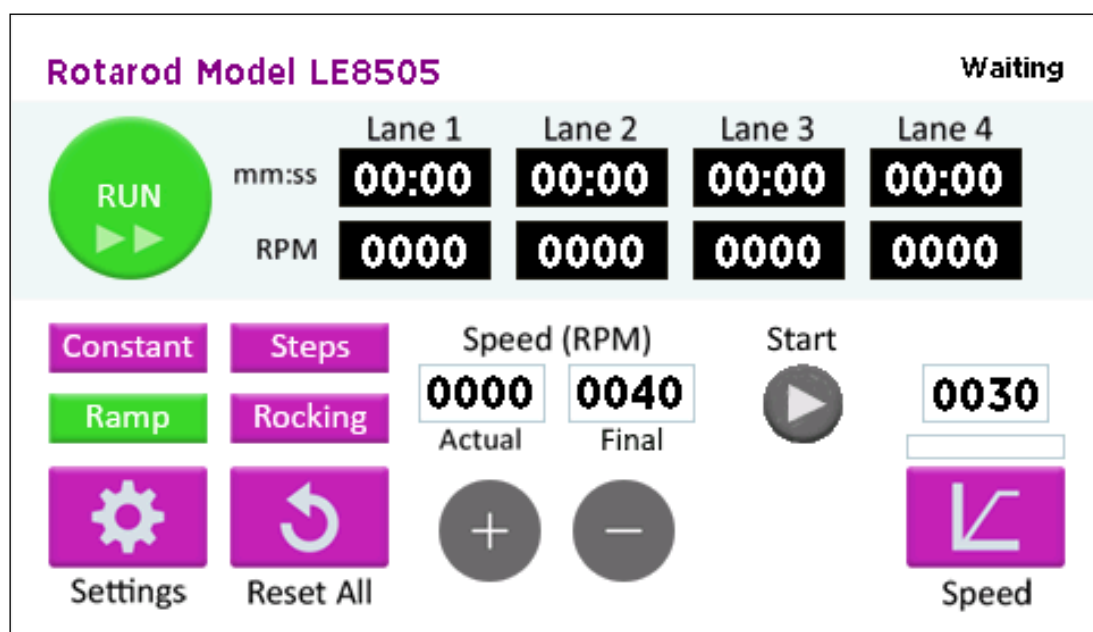 Rotarod Model LE8505 Waiting
Lane 1 Lane 2 Lane 3 Lane 4
RUN mm:ss 00:00 00:00 00:00 00:00
RPM 0000 0000 0000 0000
Constant Steps Speed (RPM) Start
0000 0040 0030
Ramp Rocking Actual Final
+ −
Settings Reset All Speed